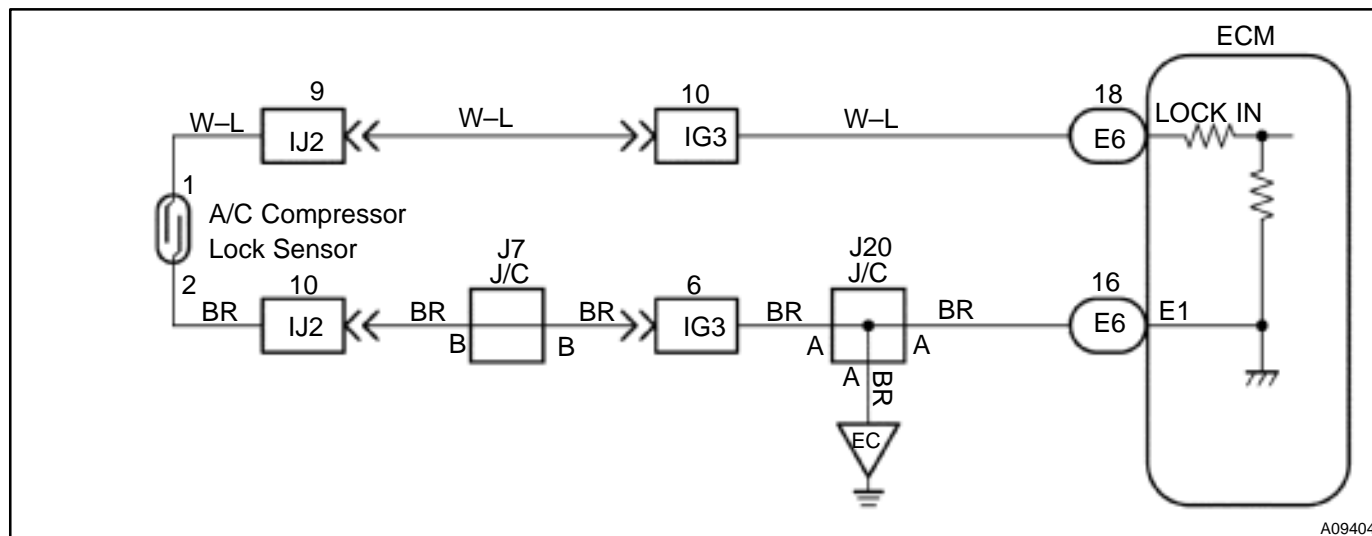 ECM
9
10
18
W–L
IJ2
W–L
IG3
W–L
E6
LOCK IN
1
A/C Compressor
Lock Sensor
2
J7
J/C
J20
J/C
10
6
16
BR
IJ2
BR
B
B
BR
IG3
BR
A
A
BR
E6
E1
A
BR
EC
A09404